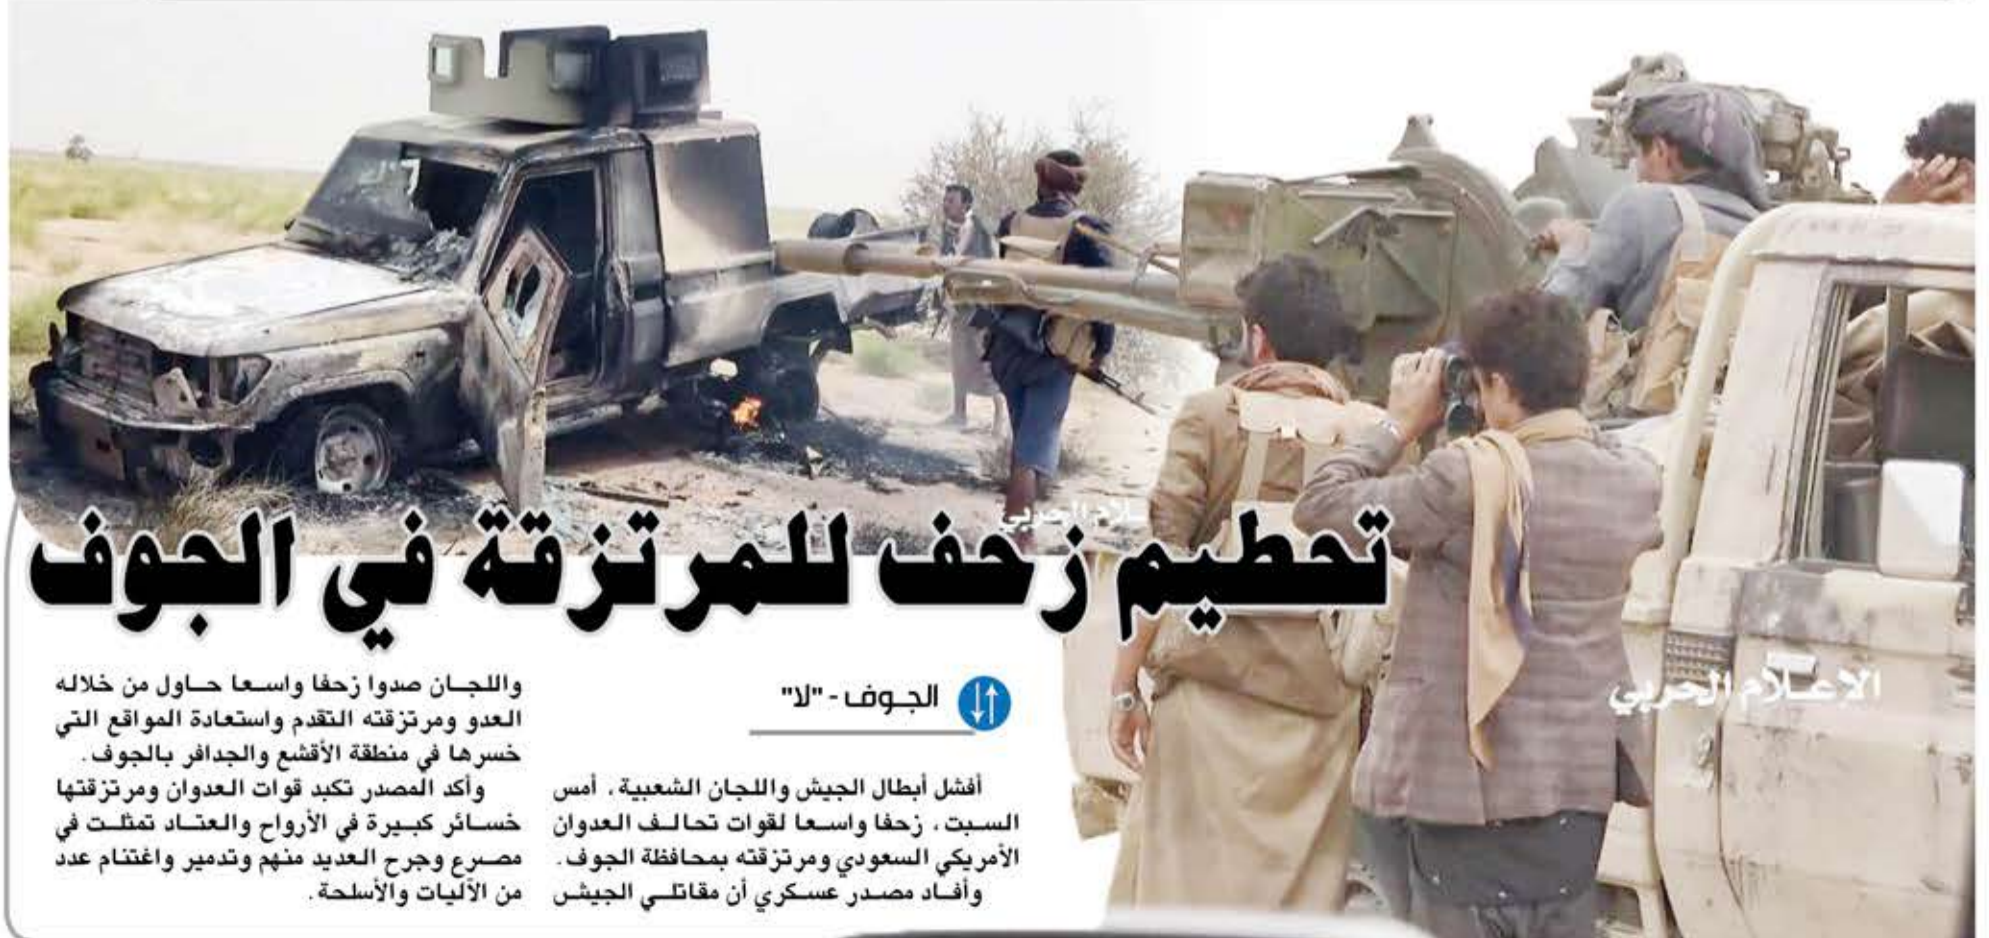 تحطيم زحف للمرتزقة في الجوف
الإعلام الحربي
الجوف - "لا"
أفشل أبطال الجيش واللجان الشعبية، أمس
السبت، زحفا واسعا لقوات تحالف العدوان
الأمريكي السعودي ومرتزقته بمحافظة الجوف.
وأفاد مصدر عسكري أن مقاتلي الجيش
واللجان صدوا زحفا واسعا حاول من خلاله
العدو ومرتزقته التقدم واستعادة المواقع التي
خسرها في منطقة الأقشع والجدافر بالجوف.
وأكد المصدر تكبد قوات العدوان ومرتزقتها
خسائر كبيرة في الأرواح والعتاد تمثلت في
مصرع وجرح العديد منهم وتدمير واغتنام عدد
من الآليات والأسلحة.